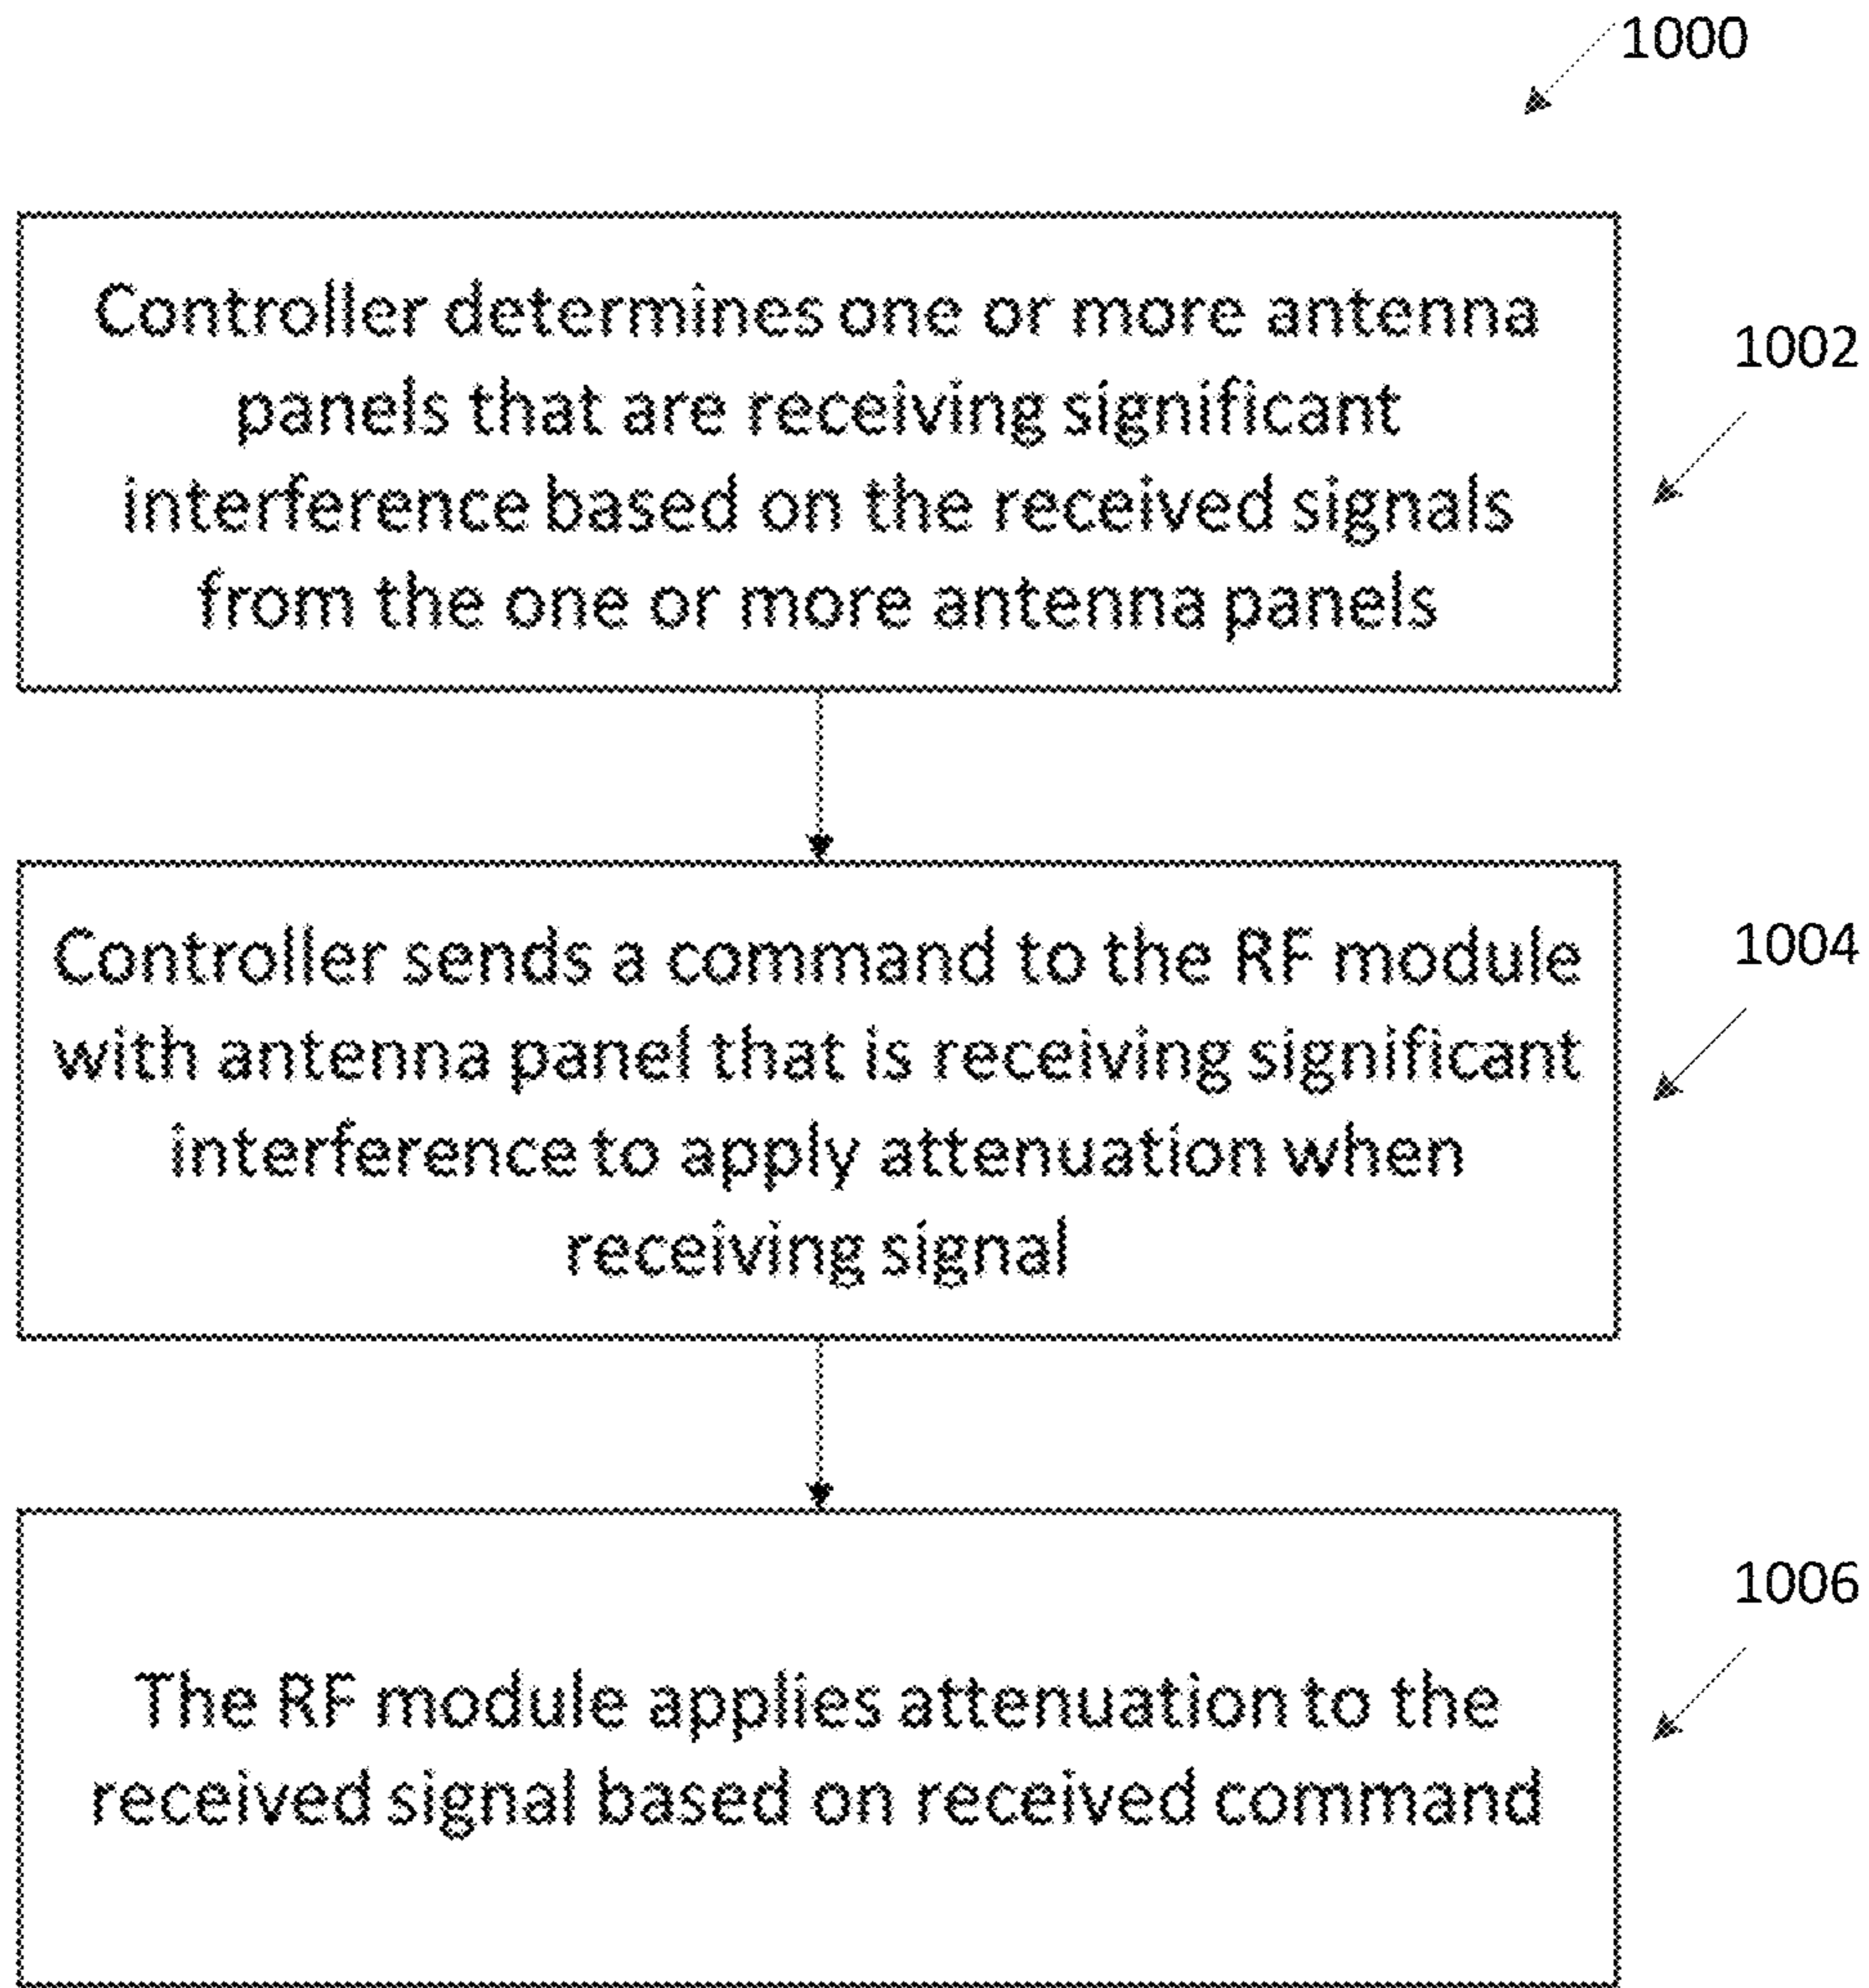 1000
Controller determines one or more antenna
panels that are receiving significant
interference based on the received signals
from the one or more antenna panels
1002
Controller sends a command to the RF module
with antenna panel that is receiving significant
interference to apply attenuation when
receiving signal
1004
The RF module applies attenuation to the
received signal based on received command
1006